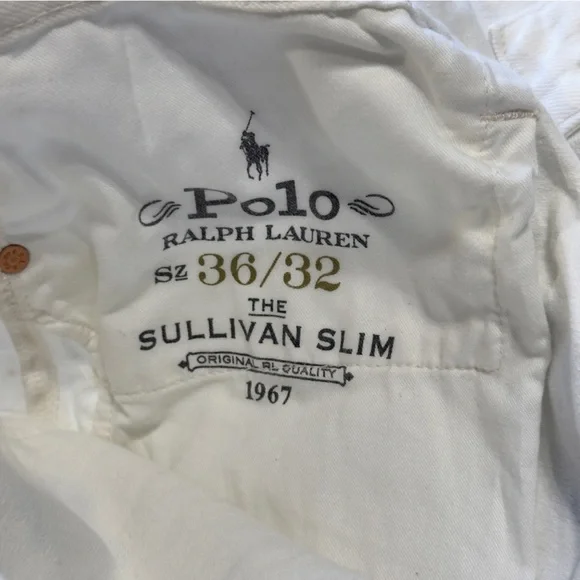 Polo
RALPH LAUREN
Sz 36/32
THE
SULLIVAN SLIM
ORIGINAL RL QUALITY
1967